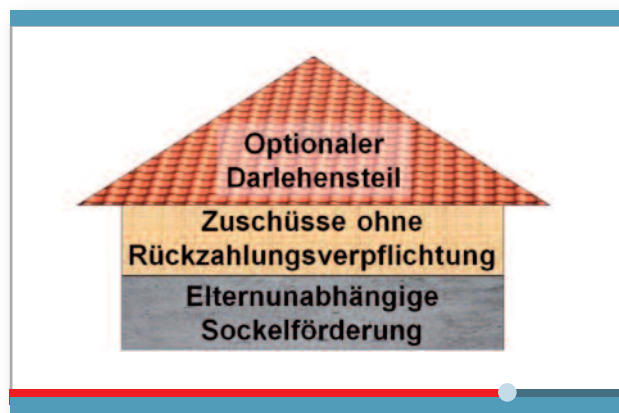 Optionaler
Darlehensteil
Zuschüsse ohne
Rückzahlungsverpflichtung
Elternunabhängige
Sockelförderung